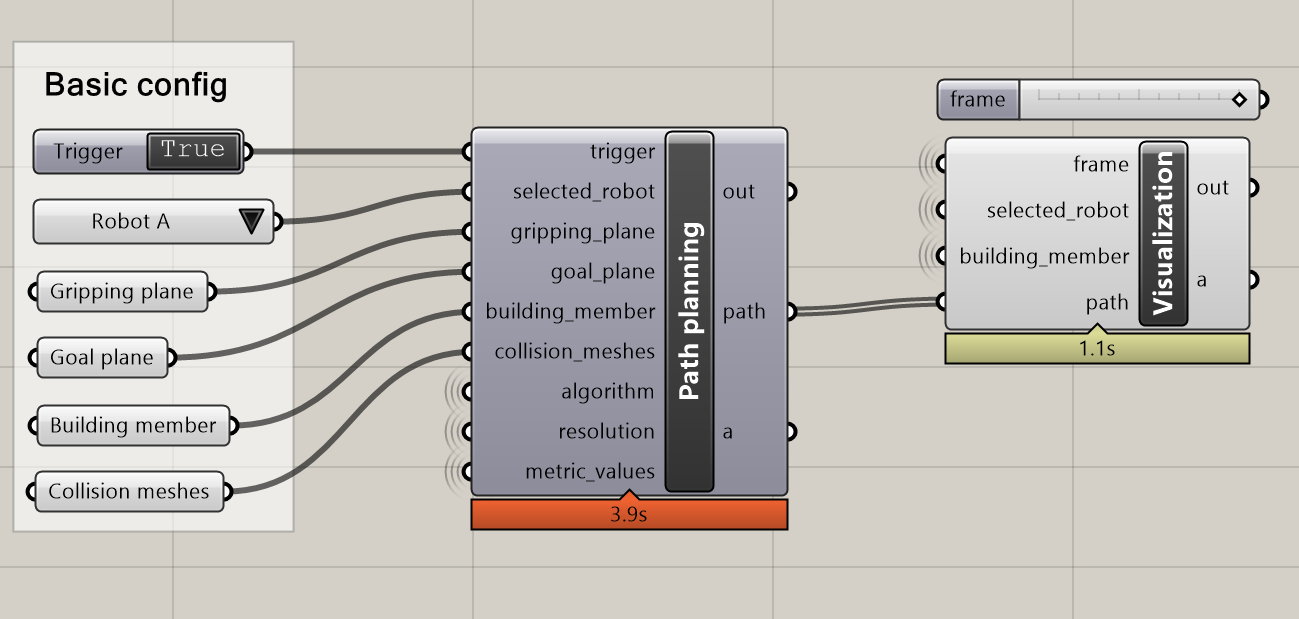 Basic config
Trigger True
Robot A
Gripping plane
Goal plane
Building member
Collision meshes
trigger
selected_robot
gripping_plane
goal_plane
building_member
collision_meshes
algorithm
resolution
metric_values
Path planning
out
path
a
3.9s
frame
frame
selected_robot
building_member
path
Visualization
out
a
1.1s